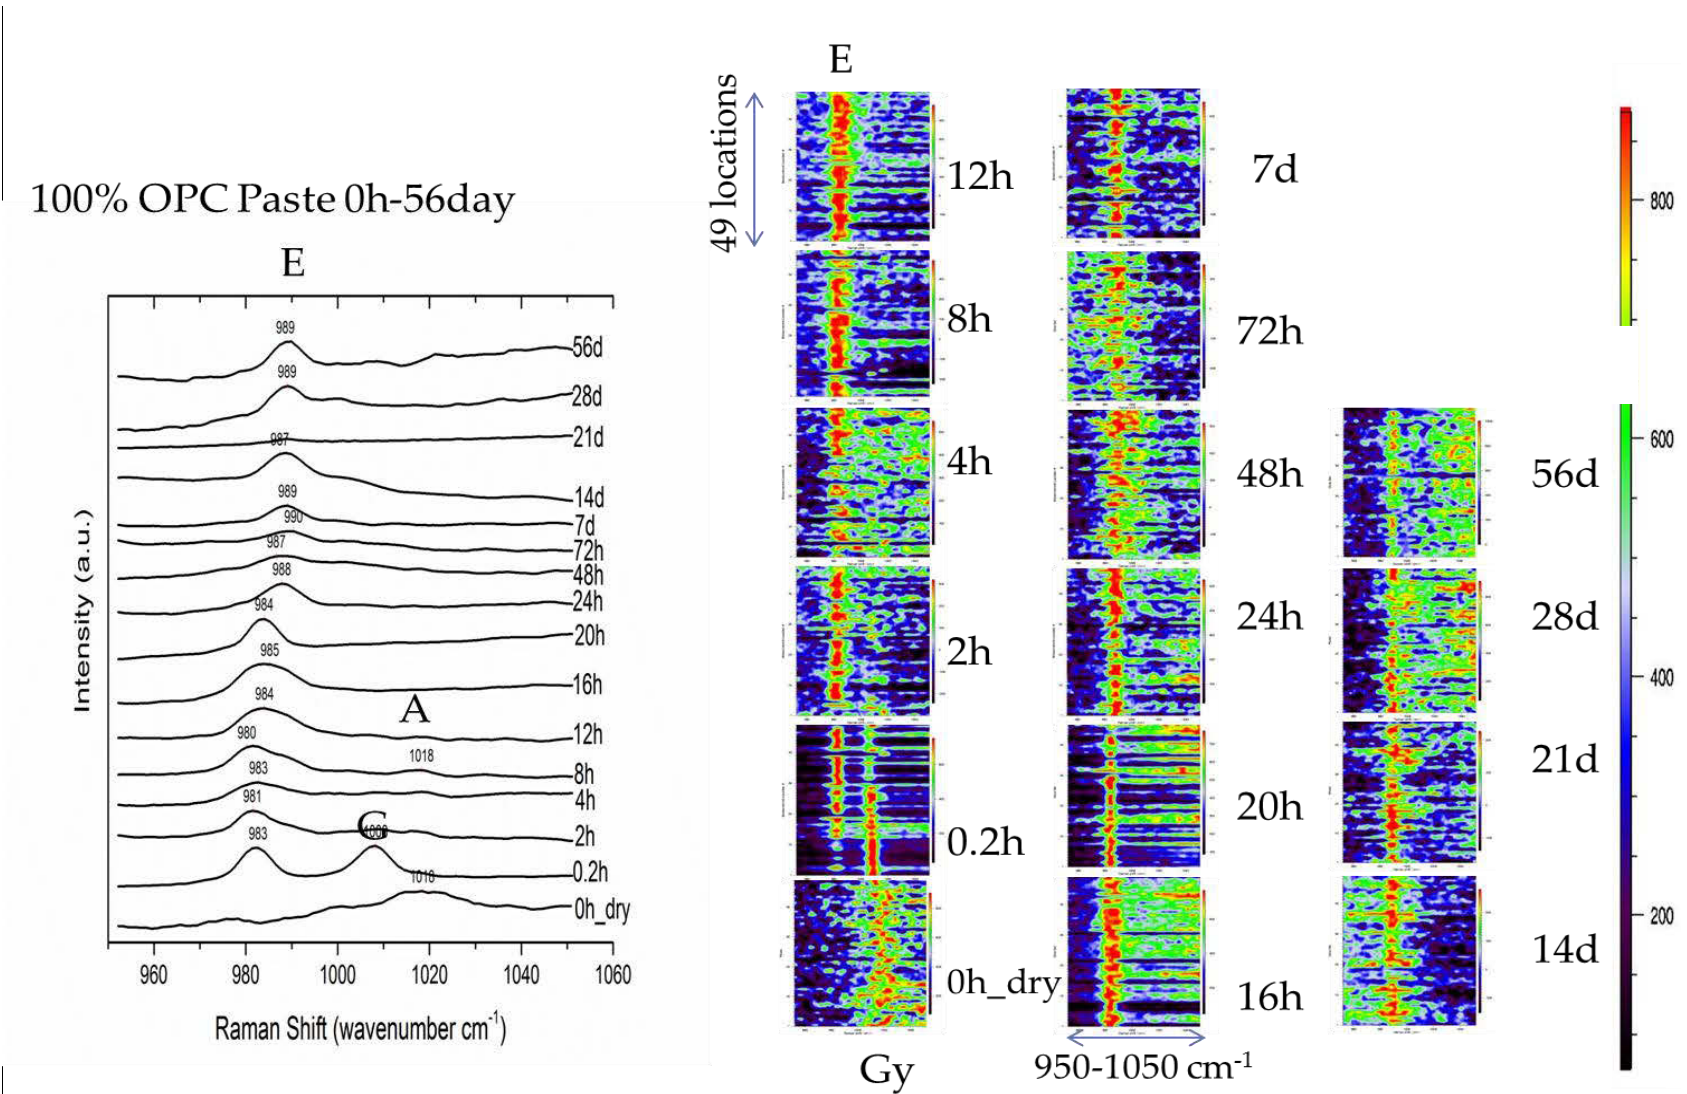 100% OPC Paste 0h-56day
E
989
56d
989
28d
987
21d
14d
989
7d
990
72h
987
48h
988
24h
984
20h
985
16h
A
984
12h
980
1018
8h
983
4h
981
G
2h
983
0.2h
1018
0h_dry
960
980
1000
1020
1040
1060
Raman Shift (wavenumber cm-1)
Intensity (a.u.)
E
49 locations
12h
8h
4h
2h
0.2h
0h_dry
Gy
7d
72h
48h
24h
20h
16h
950-1050 cm-1
56d
28d
21d
14d
800
600
400
200